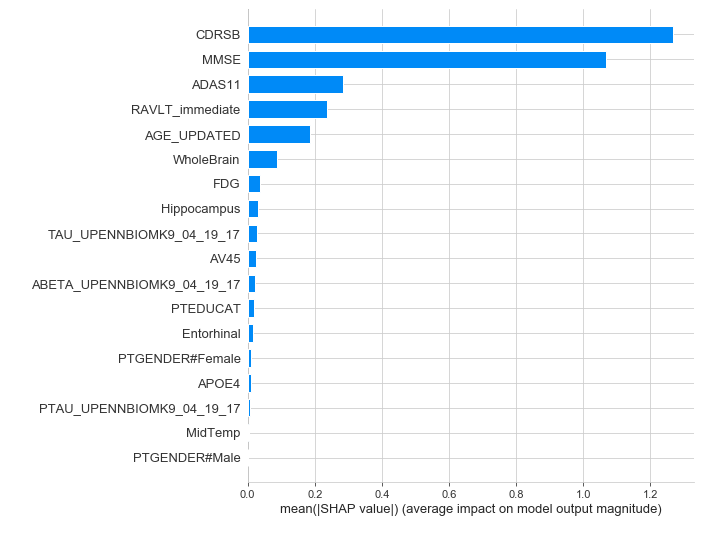 CDRSB
MMSE
ADAS11
RAVLT_immediate
AGE_UPDATED
WholeBrain
FDG
Hippocampus
TAU_UPENNBIOMK9_04_19_17
AV45
ABETA_UPENNBIOMK9_04_19_17
PTEDUCAT
Entorhinal
PTGENDER#Female
APOE4
PTAU_UPENNBIOMK9_04_19_17
MidTemp
PTGENDER#Male
0.0 0.2 0.4 0.6 0.8 1.0 1.2
mean(|SHAP value|) (average impact on model output magnitude)